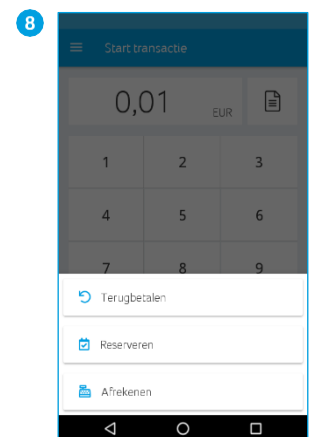 8
Start transactie
0,01 EUR
1 2 3
4 5 6
7 8 9
Terugbetalen
Reserveren
Afrekenen